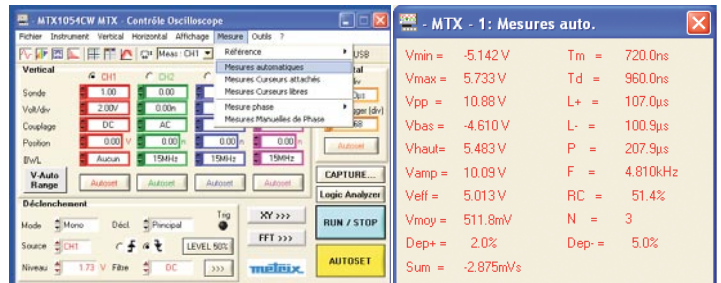 - MTX1054CW MTX - Contrôle Oscilloscope
Fichier Instrument Vertical Horizontal Affichage Mesure Outils ?
Meas : CH1
USB
Référence
Mesures automatiques
Mesures Curseurs attachés
Mesures Curseurs libres
Mesure phase
Mesures Manuelles de Phase
Vertical
CH1 CH2
Sonde 1.00 0.00
Volt/div 2.00V 0.00n
Couplage DC AC
Position 0.00 V 0.00 0.00 0.00
BWL Aucun 15MHz 15MHz 15MHz
V-Auto Range Autoset Autoset Autoset Autoset
Autoset
CAPTURE...
Logic Analyzer
RUN / STOP
AUTOSET
Déclenchement
Mode Mono Décl. Principal Trig
Source CH1 LEVEL 50%
Niveau 1.73 V Filtre DC >>>
XY >>>
FFT >>>
metrix
- MTX - 1: Mesures auto.
Vmin = -5.142 V Tm = 720.0ns
Vmax = 5.733 V Td = 960.0ns
Vpp = 10.88 V L+ = 107.0µs
Vbas = -4.610 V L- = 100.9µs
Vhaut= 5.483 V P = 207.9µs
Vamp = 10.09 V F = 4.810kHz
Veff = 5.013 V RC = 51.4%
Vmoy = 511.8mV N = 3
Dep+ = 2.0% Dep- = 5.0%
Sum = -2.875mVs